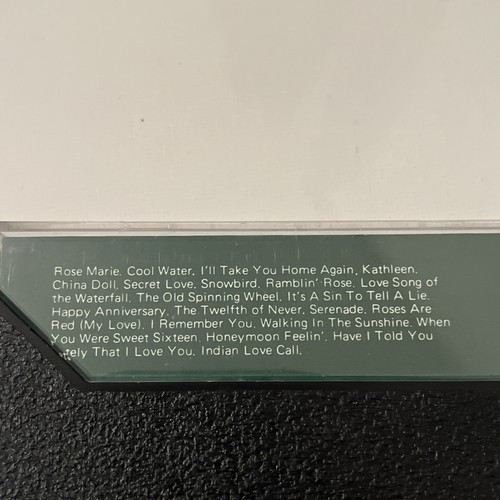 Rose Marie. Cool Water. I'll Take You Home Again, Kathleen.
China Doll. Secret Love. Snowbird. Ramblin' Rose. Love Song of
the Waterfall. The Old Spinning Wheel. It's A Sin To Tell A Lie.
Happy Anniversary. The Twelfth of Never. Serenade. Roses Are
Red (My Love). I Remember You. Walking In The Sunshine. When
You Were Sweet Sixteen. Honeymoon Feelin'. Have I Told You
That I Love You. Indian Love Call.